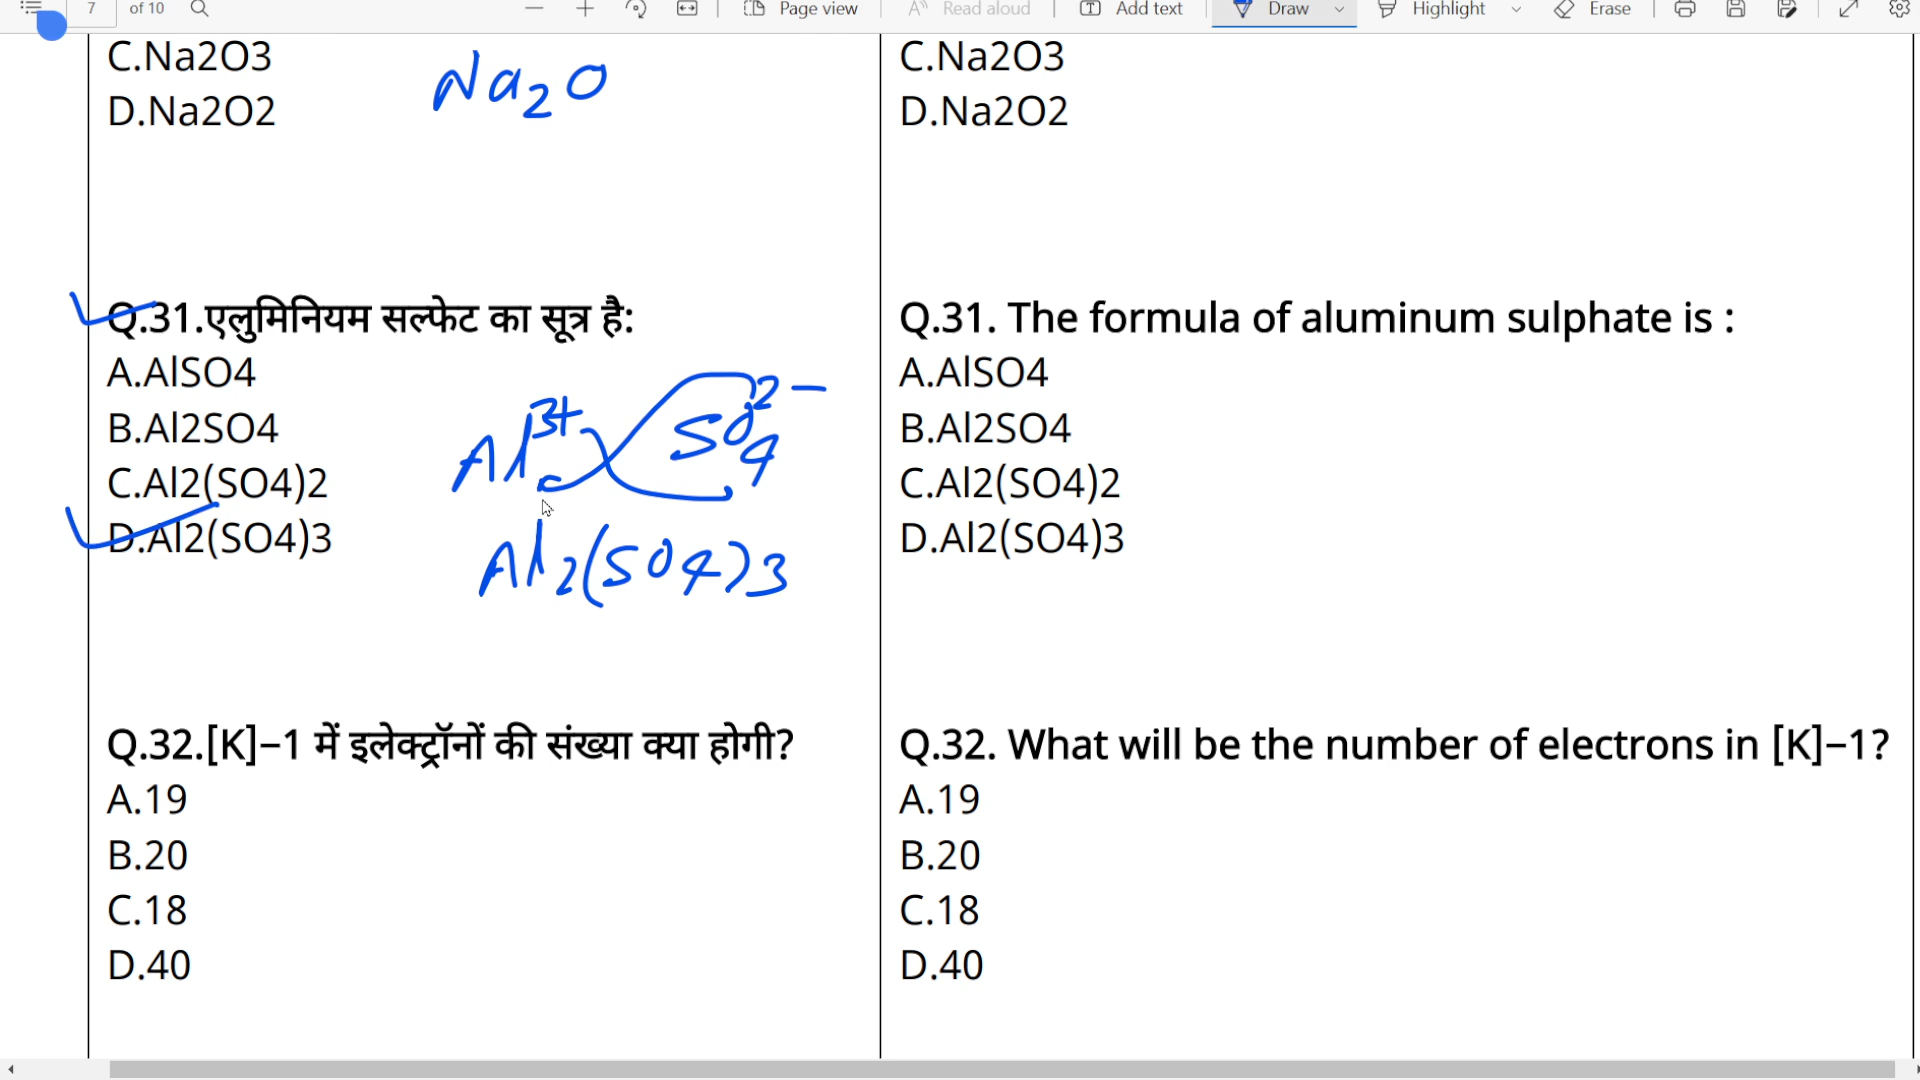 7 of 10 Page view Read aloud Add text Draw Highlight Erase
C.Na2O3
D.Na2O2
Na2O
C.Na2O3
D.Na2O2
Q.31.एलुमिनियम सल्फेट का सूत्र है:
A.AlSO4
B.Al2SO4
C.Al2(SO4)2
D.Al2(SO4)3
Al3+ SO4 2-
Al2(SO4)3
Q.31. The formula of aluminum sulphate is :
A.AlSO4
B.Al2SO4
C.Al2(SO4)2
D.Al2(SO4)3
Q.32.[K]−1 में इलेक्ट्रॉनों की संख्या क्या होगी?
A.19
B.20
C.18
D.40
Q.32. What will be the number of electrons in [K]−1?
A.19
B.20
C.18
D.40